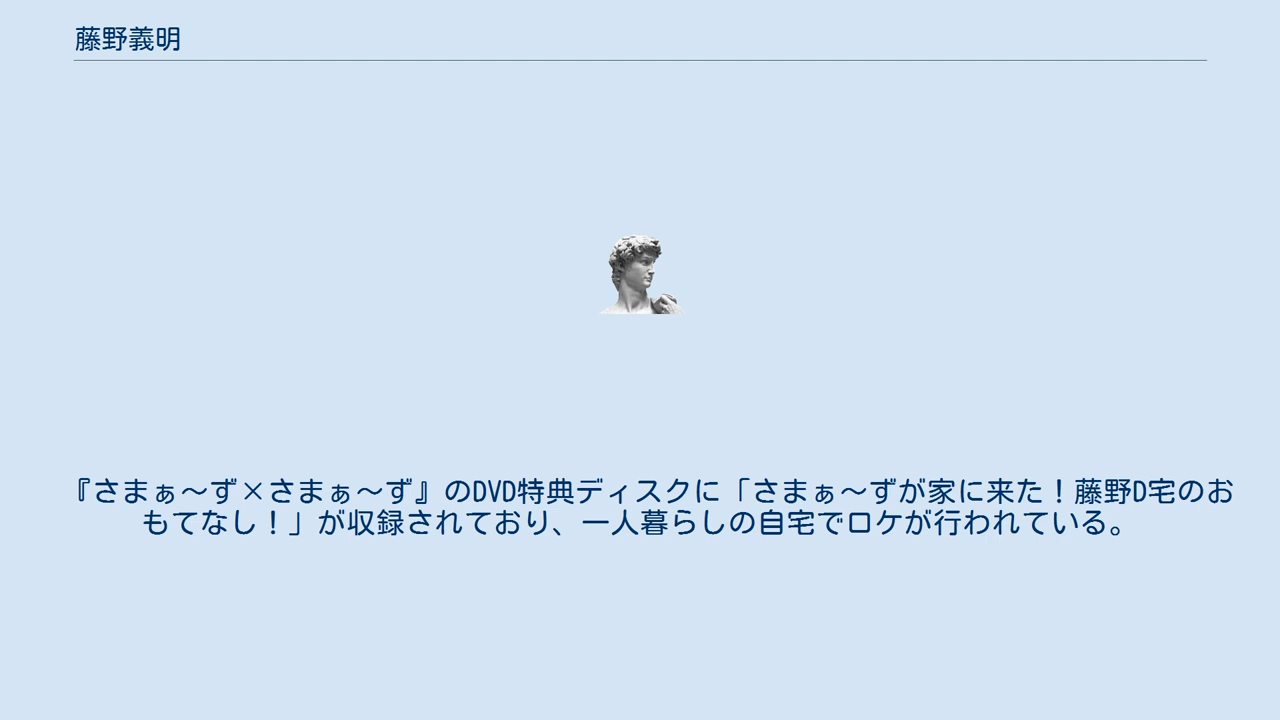 藤野義明
『さまぁ〜ず×さまぁ〜ず』のDVD特典ディスクに「さまぁ〜ずが家に来た！藤野D宅のお
もてなし！」が収録されており、一人暮らしの自宅でロケが行われている。